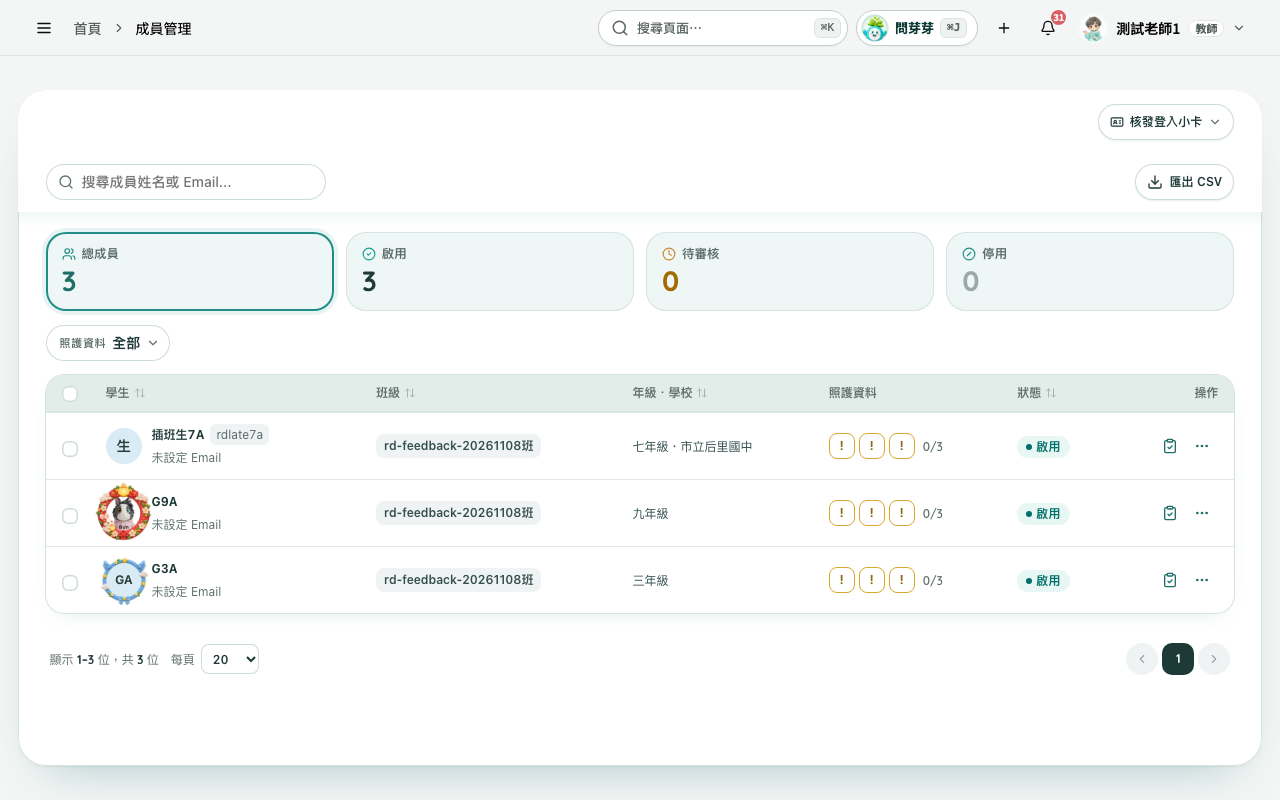 首頁 > 成員管理
搜尋頁面… ⌘K
問芽芽 ⌘J
31
測試老師1 教師
核發登入小卡
搜尋成員姓名或 Email...
匯出 CSV
總成員
3
啟用
3
待審核
0
停用
0
照護資料 全部
學生 班級 年級 · 學校 照護資料 狀態 操作
生 插班生7A rdlate7a
未設定 Email
rd-feedback-20261108班 七年級 · 市立后里國中 ! ! ! 0/3 啟用
G9A
未設定 Email
rd-feedback-20261108班 九年級 ! ! ! 0/3 啟用
GA G3A
未設定 Email
rd-feedback-20261108班 三年級 ! ! ! 0/3 啟用
顯示 1–3 位，共 3 位 每頁 20
1